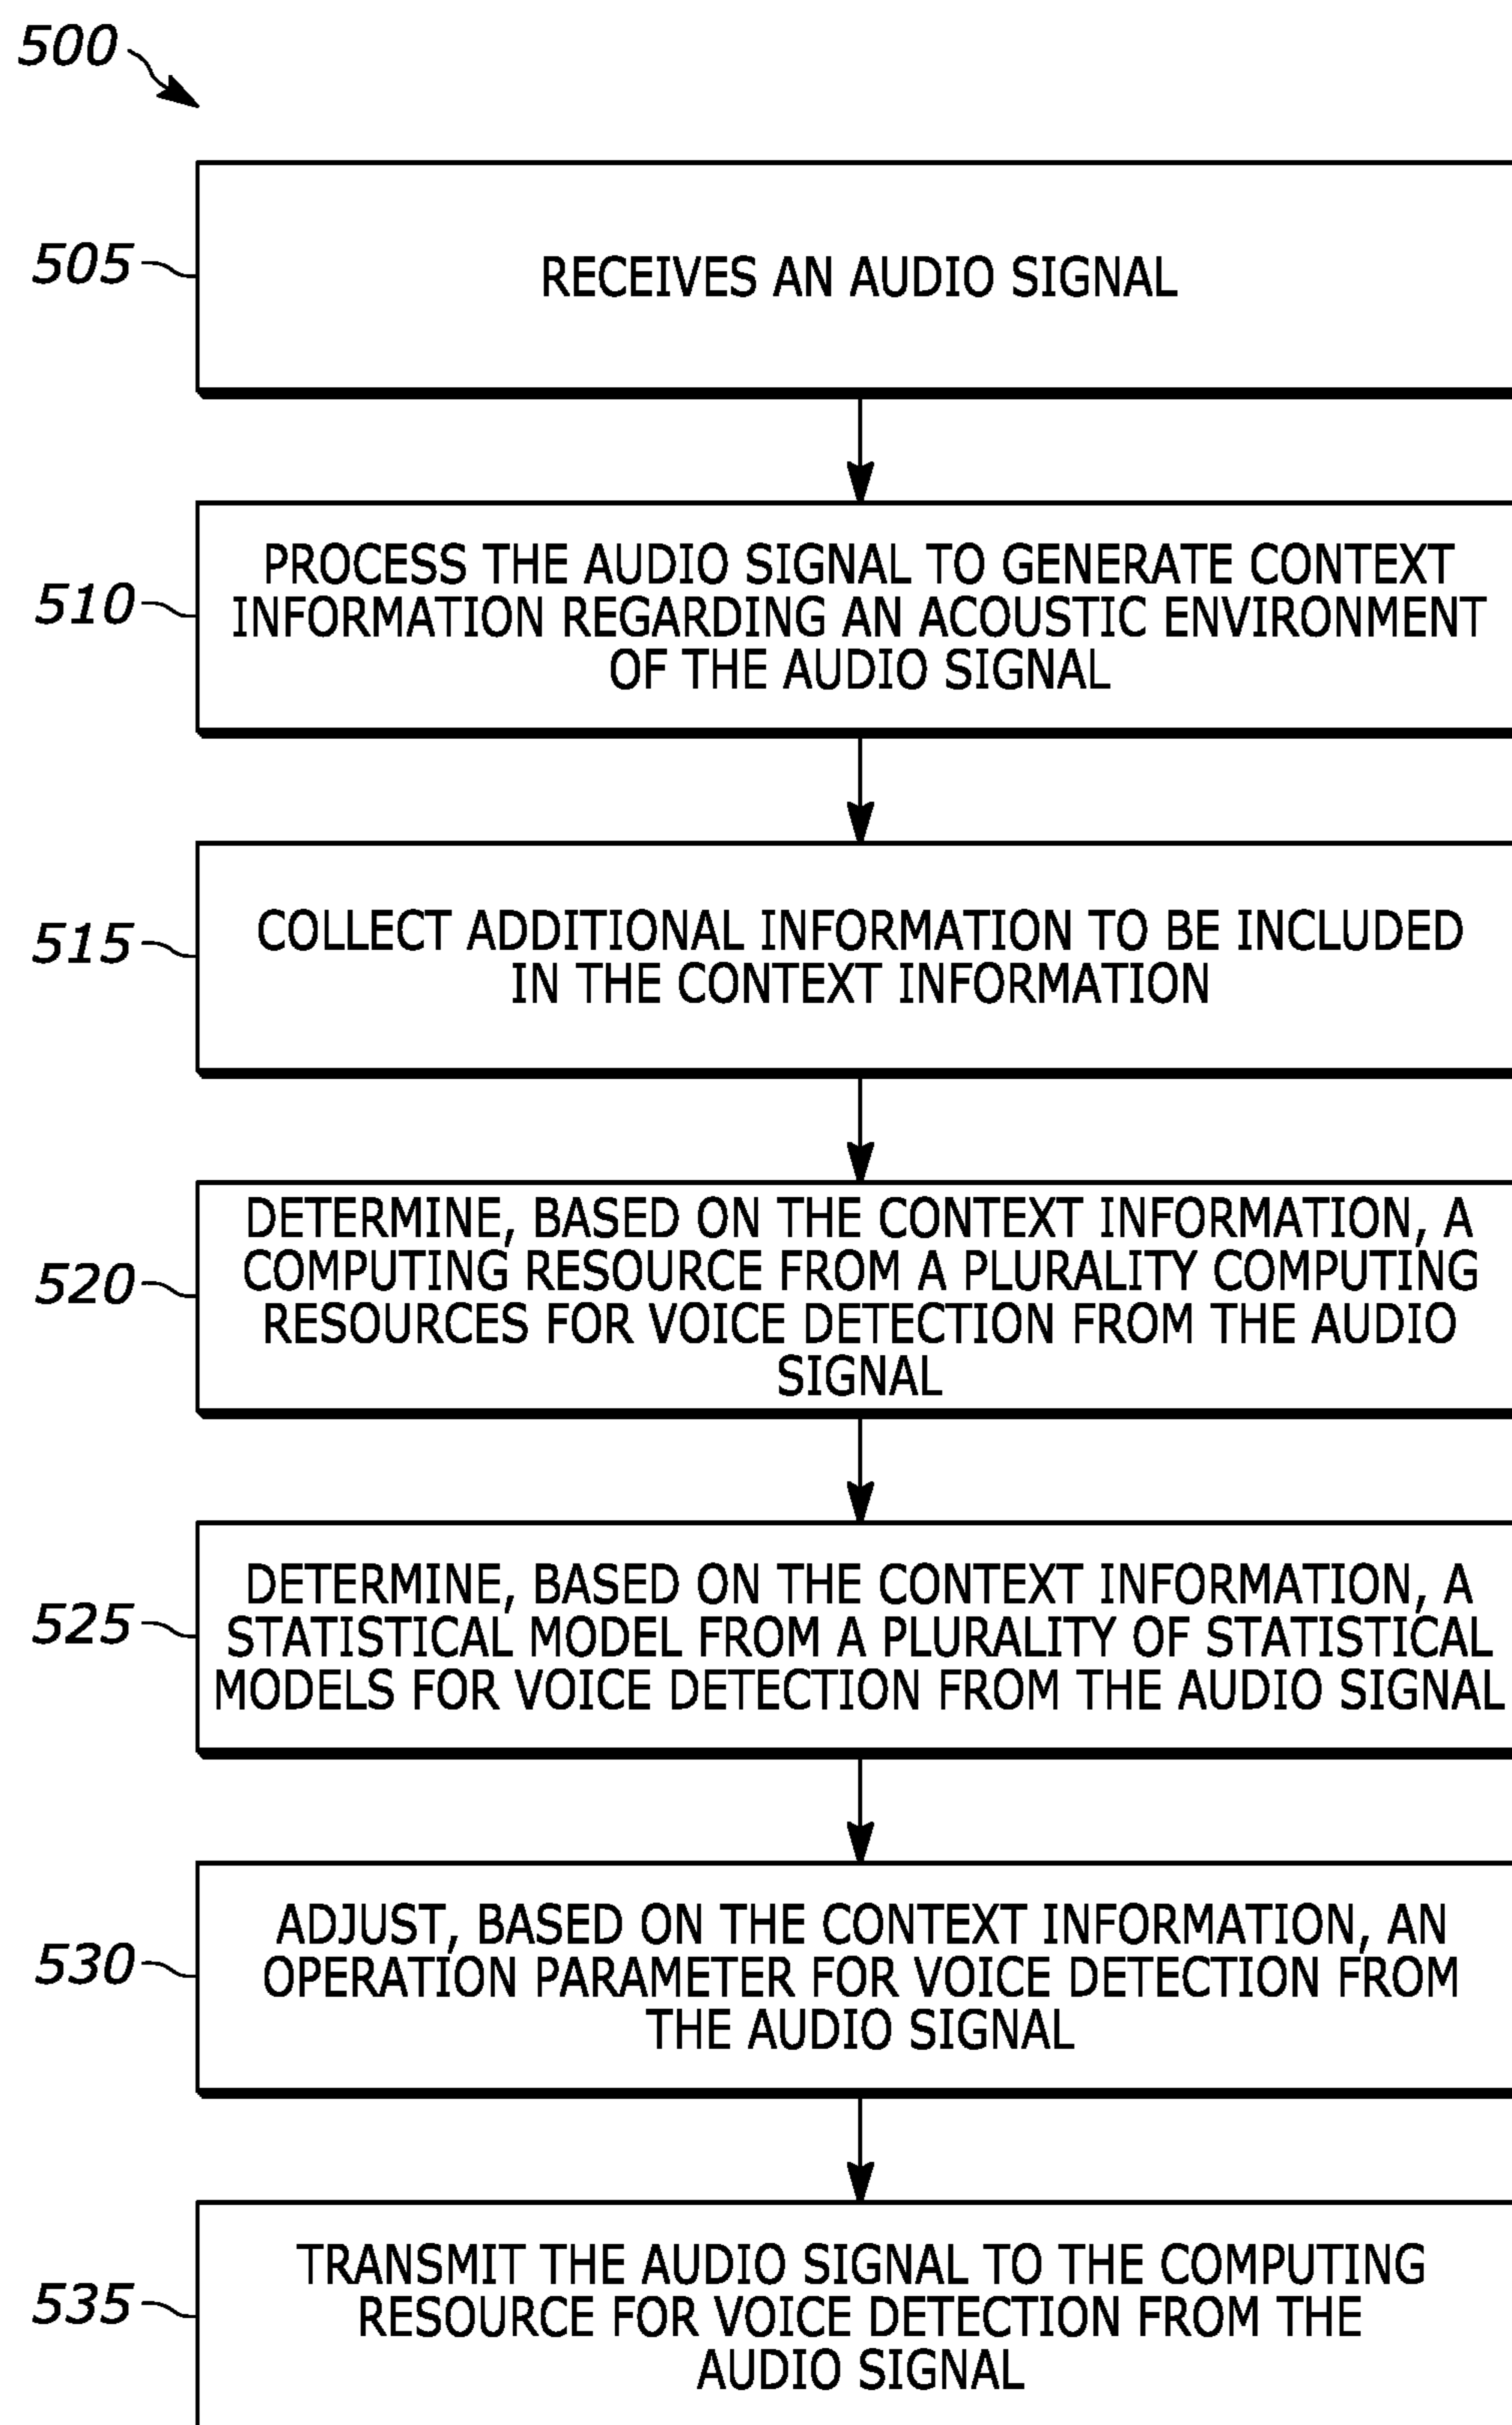 500
505
RECEIVES AN AUDIO SIGNAL
510
PROCESS THE AUDIO SIGNAL TO GENERATE CONTEXT
INFORMATION REGARDING AN ACOUSTIC ENVIRONMENT
OF THE AUDIO SIGNAL
515
COLLECT ADDITIONAL INFORMATION TO BE INCLUDED
IN THE CONTEXT INFORMATION
520
DETERMINE, BASED ON THE CONTEXT INFORMATION, A
COMPUTING RESOURCE FROM A PLURALITY COMPUTING
RESOURCES FOR VOICE DETECTION FROM THE AUDIO
SIGNAL
525
DETERMINE, BASED ON THE CONTEXT INFORMATION, A
STATISTICAL MODEL FROM A PLURALITY OF STATISTICAL
MODELS FOR VOICE DETECTION FROM THE AUDIO SIGNAL
530
ADJUST, BASED ON THE CONTEXT INFORMATION, AN
OPERATION PARAMETER FOR VOICE DETECTION FROM
THE AUDIO SIGNAL
535
TRANSMIT THE AUDIO SIGNAL TO THE COMPUTING
RESOURCE FOR VOICE DETECTION FROM THE
AUDIO SIGNAL